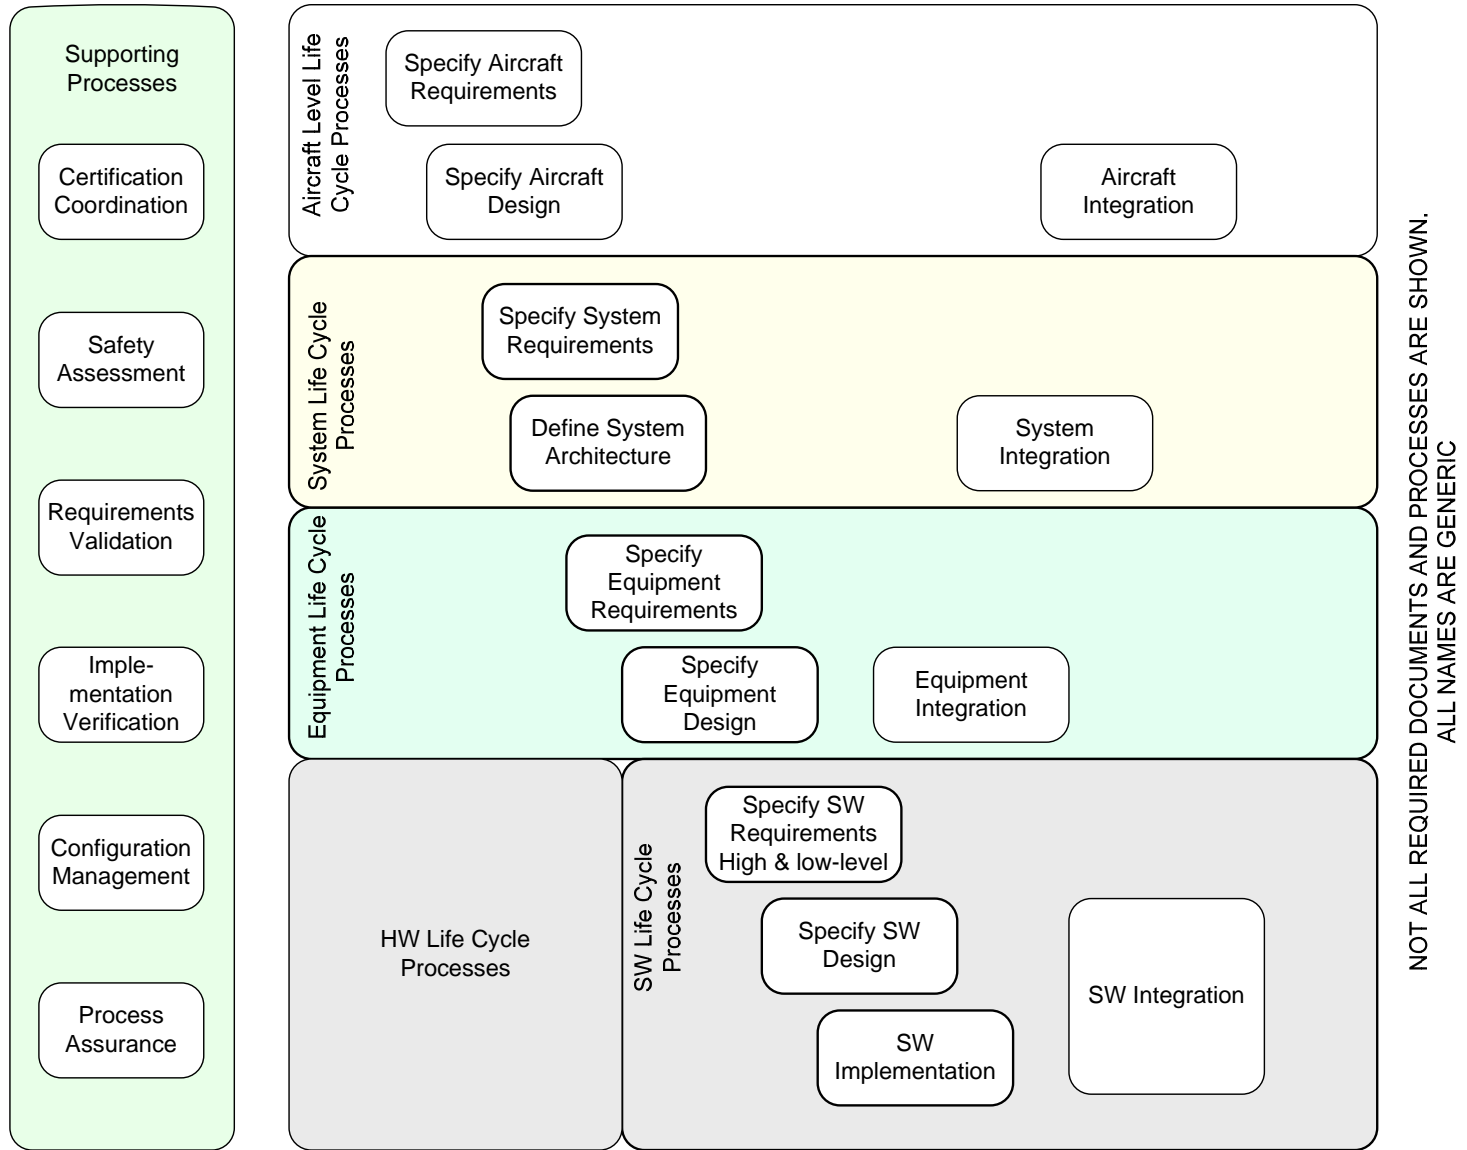 Supporting
Processes
Certification
Coordination
Safety
Assessment
Requirements
Validation
Imple-
mentation
Verification
Configuration
Management
Process
Assurance
Aircraft Level Life
Cycle Processes
Specify Aircraft
Requirements
Specify Aircraft
Design
Aircraft
Integration
System Life Cycle
Processes
Specify System
Requirements
Define System
Architecture
System
Integration
Equipment Life Cycle
Processes
Specify
Equipment
Requirements
Specify
Equipment
Design
Equipment
Integration
HW Life Cycle
Processes
SW Life Cycle
Processes
Specify SW
Requirements
High & low-level
Specify SW
Design
SW
Implementation
SW Integration
NOT ALL REQUIRED DOCUMENTS AND PROCESSES ARE SHOWN.
ALL NAMES ARE GENERIC